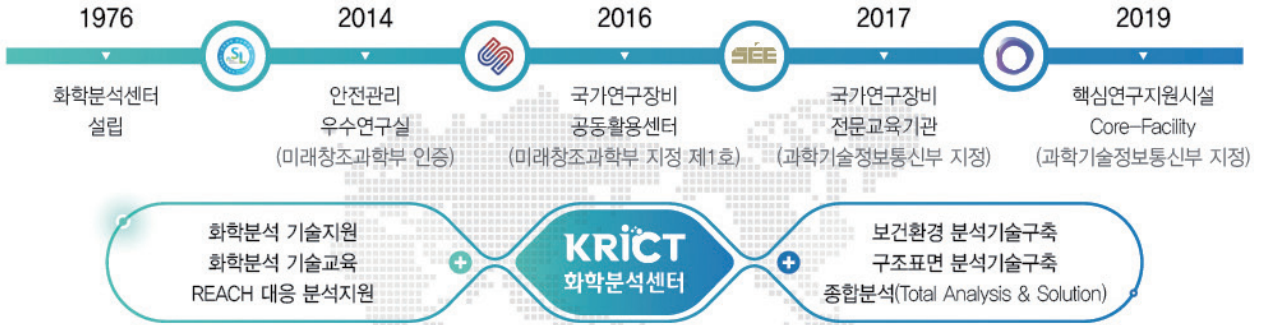 1976
화학분석센터
설립
2014
안전관리
우수연구실
(미래창조과학부 인증)
2016
국가연구장비
공동활용센터
(미래창조과학부 지정 제1호)
2017
국가연구장비
전문교육기관
(과학기술정보통신부 지정)
2019
핵심연구지원시설
Core-Facility
(과학기술정보통신부 지정)
SL
SÉE
화학분석 기술지원
화학분석 기술교육
REACH 대응 분석지원
KRICT
화학분석센터
보건환경 분석기술구축
구조표면 분석기술구축
종합분석(Total Analysis & Solution)